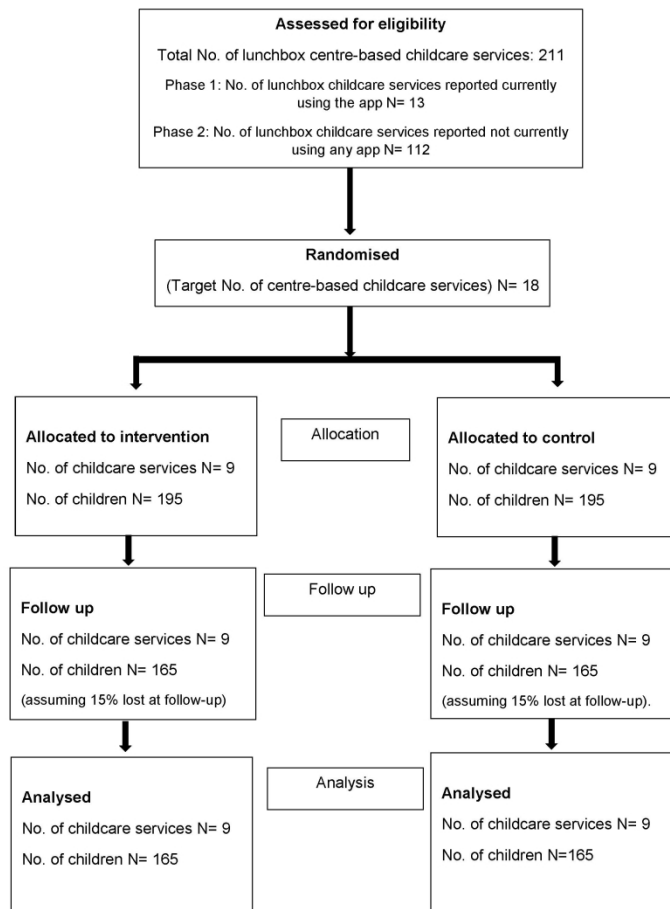 Assessed for eligibility
Total No. of lunchbox centre-based childcare services: 211
Phase 1: No. of lunchbox childcare services reported currently
using the app N= 13
Phase 2: No. of lunchbox childcare services reported not currently
using any app N= 112
Randomised
(Target No. of centre-based childcare services) N= 18
Allocated to intervention
No. of childcare services N= 9
No. of children N= 195
Allocation
Allocated to control
No. of childcare services N= 9
No. of children N= 195
Follow up
No. of childcare services N= 9
No. of children N= 165
(assuming 15% lost at follow-up)
Follow up
Follow up
No. of childcare services N= 9
No. of children N= 165
(assuming 15% lost at follow-up).
Analysed
No. of childcare services N= 9
No. of children N= 165
Analysis
Analysed
No. of childcare services N= 9
No. of children N=165